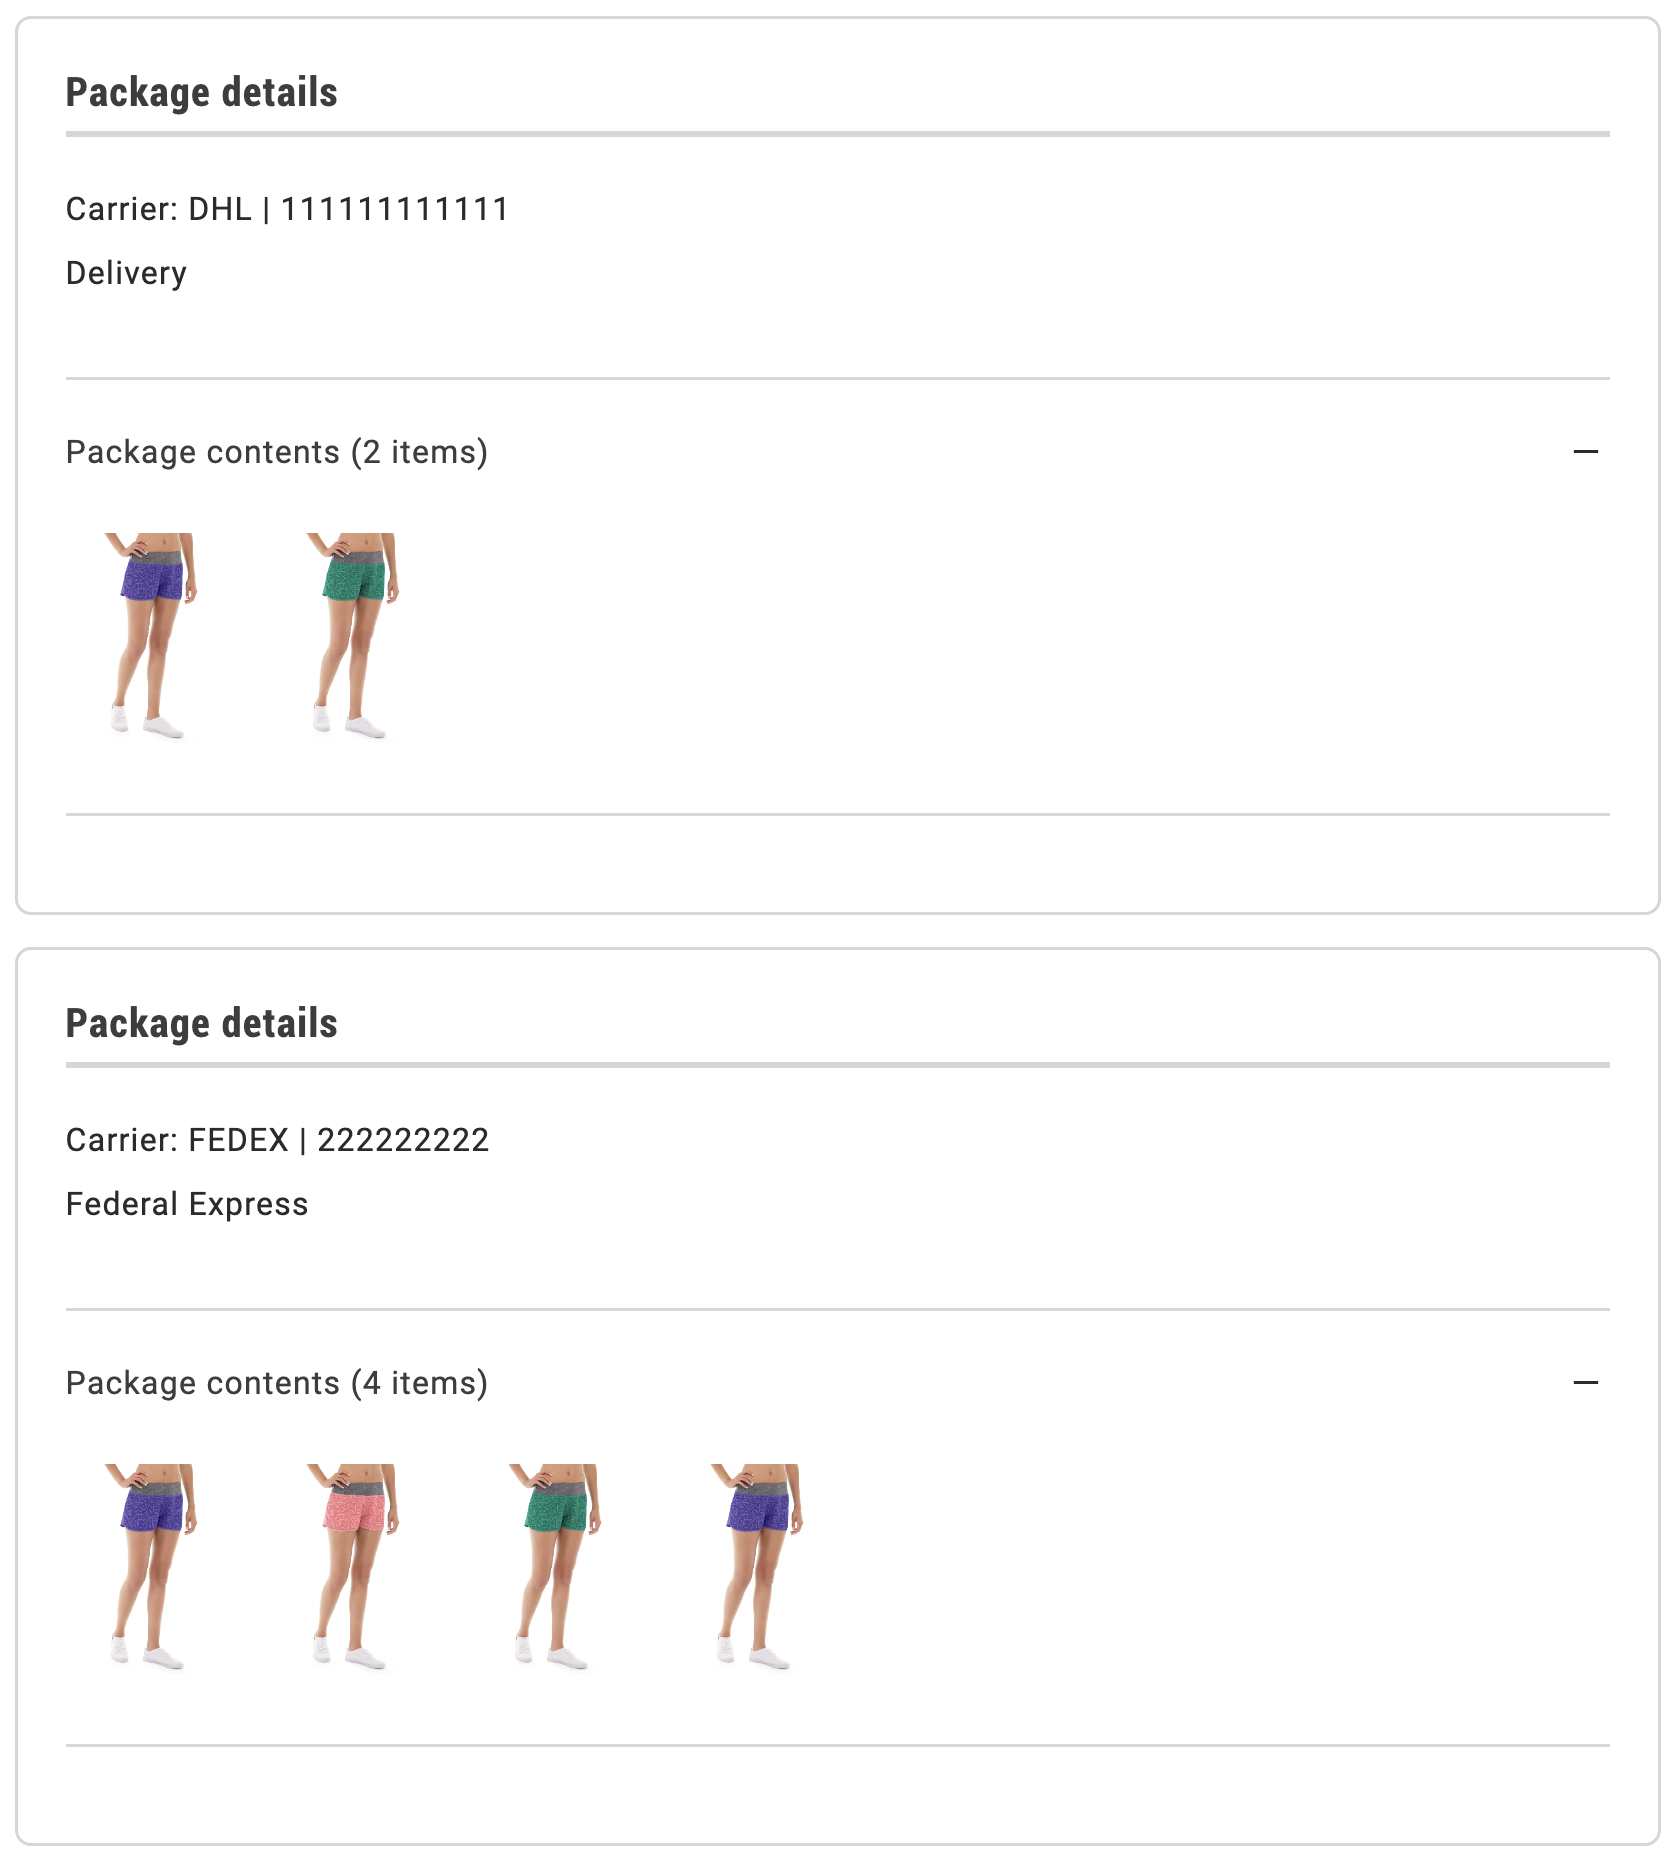 Package details
Carrier: DHL | 111111111111
Delivery
Package contents (2 items)
Package details
Carrier: FEDEX | 222222222
Federal Express
Package contents (4 items)